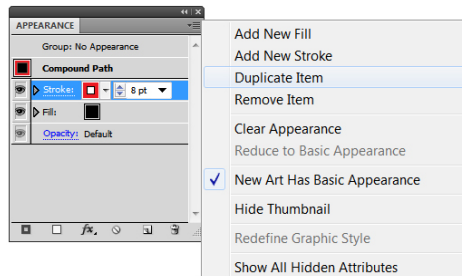 APPEARANCE
Group: No Appearance
Compound Path
Stroke: 8 pt
Fill:
Opacity: Default
fx.
Add New Fill
Add New Stroke
Duplicate Item
Remove Item
Clear Appearance
Reduce to Basic Appearance
New Art Has Basic Appearance
Hide Thumbnail
Redefine Graphic Style
Show All Hidden Attributes